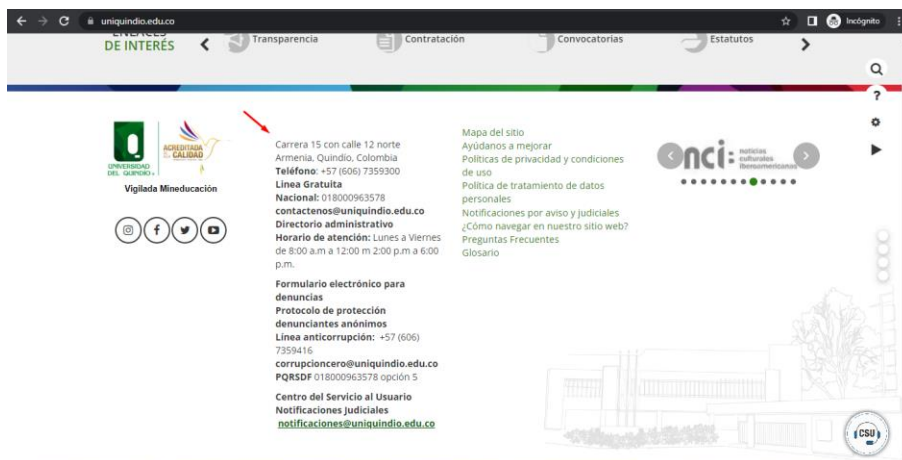 uniquindio.edu.co
Incógnito
ENLACES
DE INTERÉS
Transparencia
Contratación
Convocatorias
Estatutos
?
UNIVERSIDAD
DEL QUINDÍO
ACREDITADA
DE CALIDAD
Vigilada Mineducación
Carrera 15 con calle 12 norte
Armenia, Quindío, Colombia
Teléfono: +57 (606) 7359300
Linea Gratuita
Nacional: 018000963578
contactenos@uniquindio.edu.co
Directorio administrativo
Horario de atención: Lunes a Viernes
de 8:00 a.m a 12:00 m 2:00 p.m a 6:00
p.m.
Formulario electrónico para
denuncias
Protocolo de protección
denunciantes anónimos
Línea anticorrupción: +57 (606)
7359416
corrupcioncero@uniquindio.edu.co
PQRSDF 018000963578 opción 5
Centro del Servicio al Usuario
Notificaciones Judiciales
notificaciones@uniquindio.edu.co
Mapa del sitio
Ayúdanos a mejorar
Políticas de privacidad y condiciones
de uso
Política de tratamiento de datos
personales
Notificaciones por aviso y judiciales
¿Cómo navegar en nuestro sitio web?
Preguntas Frecuentes
Glosario
nci:
noticias
culturales
iberoamericanas
CSU